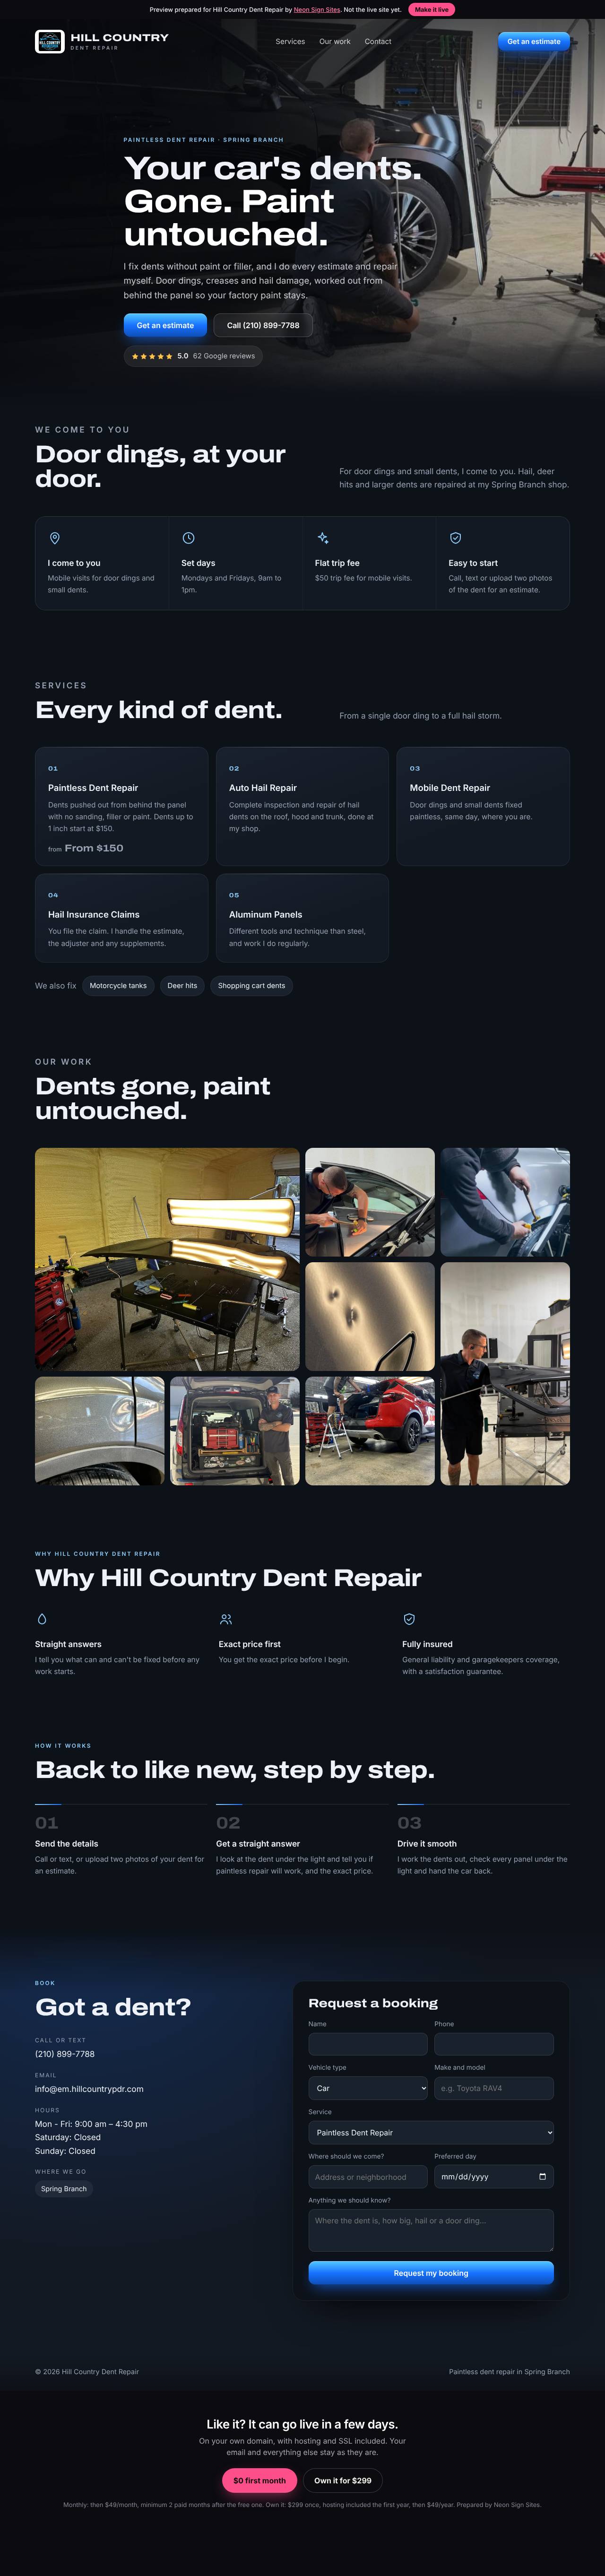 Preview prepared for Hill Country Dent Repair by Neon Sign Sites. Not the live site yet. Make it live
HILL COUNTRY
DENT REPAIR
Services Our work Contact
Get an estimate
PAINTLESS DENT REPAIR · SPRING BRANCH
Your car's dents.
Gone. Paint
untouched.
I fix dents without paint or filler, and I do every estimate and repair
myself. Door dings, creases and hail damage, worked out from
behind the panel so your factory paint stays.
Get an estimate Call (210) 899-7788
★★★★★ 5.0 62 Google reviews
WE COME TO YOU
Door dings, at your
door.
For door dings and small dents, I come to you. Hail, deer
hits and larger dents are repaired at my Spring Branch shop.
I come to you
Mobile visits for door dings and
small dents.
Set days
Mondays and Fridays, 9am to
1pm.
Flat trip fee
$50 trip fee for mobile visits.
Easy to start
Call, text or upload two photos
of the dent for an estimate.
SERVICES
Every kind of dent.
From a single door ding to a full hail storm.
01
Paintless Dent Repair
Dents pushed out from behind the panel
with no sanding, filler or paint. Dents up to
1 inch start at $150.
from From $150
02
Auto Hail Repair
Complete inspection and repair of hail
dents on the roof, hood and trunk, done at
my shop.
03
Mobile Dent Repair
Door dings and small dents fixed
paintless, same day, where you are.
04
Hail Insurance Claims
You file the claim. I handle the estimate,
the adjuster and any supplements.
05
Aluminum Panels
Different tools and technique than steel,
and work I do regularly.
We also fix Motorcycle tanks Deer hits Shopping cart dents
OUR WORK
Dents gone, paint
untouched.
WHY HILL COUNTRY DENT REPAIR
Why Hill Country Dent Repair
Straight answers
I tell you what can and can't be fixed before any
work starts.
Exact price first
You get the exact price before I begin.
Fully insured
General liability and garagekeepers coverage,
with a satisfaction guarantee.
HOW IT WORKS
Back to like new, step by step.
01
Send the details
Call or text, or upload two photos of your dent for
an estimate.
02
Get a straight answer
I look at the dent under the light and tell you if
paintless repair will work, and the exact price.
03
Drive it smooth
I work the dents out, check every panel under the
light and hand the car back.
BOOK
Got a dent?
CALL OR TEXT
(210) 899-7788
EMAIL
info@em.hillcountrypdr.com
HOURS
Mon - Fri: 9:00 am – 4:30 pm
Saturday: Closed
Sunday: Closed
WHERE WE GO
Spring Branch
Request a booking
Name Phone
Vehicle type Make and model
Car e.g. Toyota RAV4
Service
Paintless Dent Repair
Where should we come? Preferred day
Address or neighborhood mm/dd/yyyy
Anything we should know?
Where the dent is, how big, hail or a door ding...
Request my booking
© 2026 Hill Country Dent Repair
Paintless dent repair in Spring Branch
Like it? It can go live in a few days.
On your own domain, with hosting and SSL included. Your
email and everything else stay as they are.
$0 first month Own it for $299
Monthly: then $49/month, minimum 2 paid months after the free one. Own it: $299 once, hosting included the first year, then $49/year. Prepared by Neon Sign Sites.